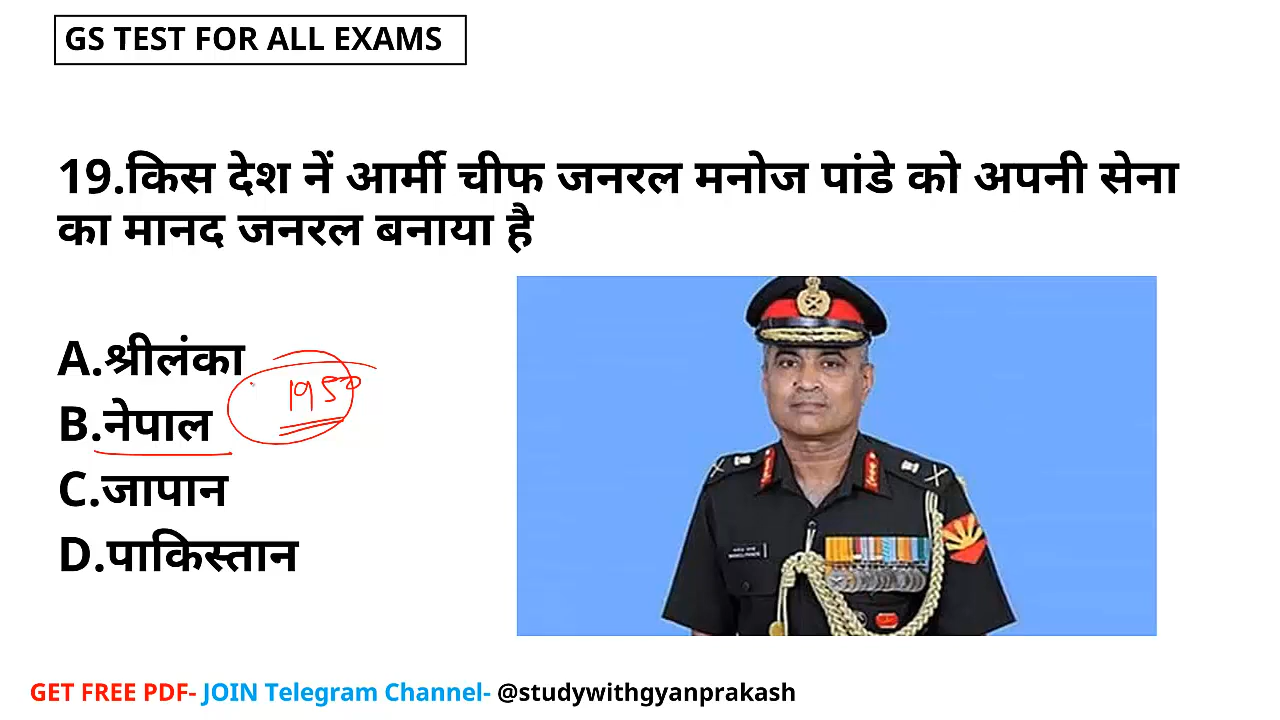 GS TEST FOR ALL EXAMS
19.किस देश नें आर्मी चीफ जनरल मनोज पांडे को अपनी सेना
का मानद जनरल बनाया है
A.श्रीलंका
1950
B.नेपाल
C.जापान
D.पाकिस्तान
GET FREE PDF- JOIN Telegram Channel- @studywithgyanprakash